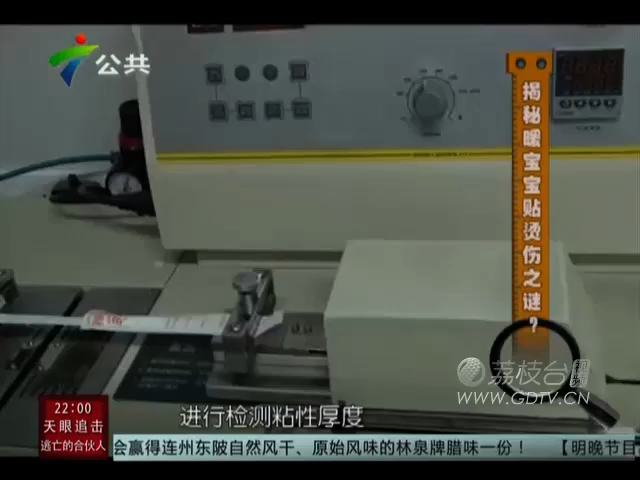 公共
揭秘暖宝宝贴烫伤之谜？
荔枝台
WWW.GDTV.CN
进行检测粘性厚度
22:00
天眼追击
逃亡的合伙人
会赢得连州东陂自然风干、原始风味的林泉牌腊味一份！ 【明晚节目